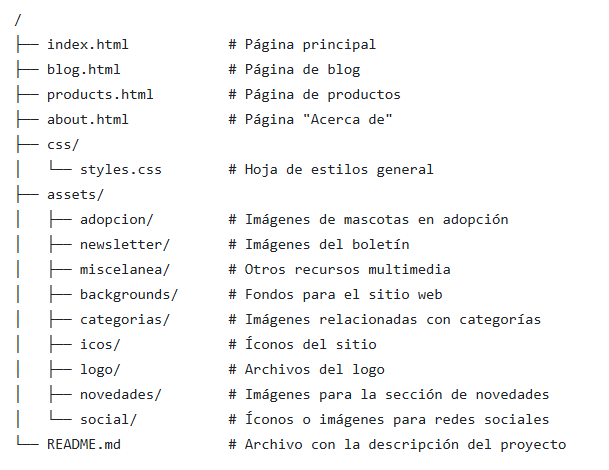 /
├── index.html            # Página principal
├── blog.html             # Página de blog
├── products.html         # Página de productos
├── about.html            # Página "Acerca de"
├── css/
│   └── styles.css        # Hoja de estilos general
├── assets/
│   ├── adopcion/         # Imágenes de mascotas en adopción
│   ├── newsletter/       # Imágenes del boletín
│   ├── miscelanea/       # Otros recursos multimedia
│   ├── backgrounds/      # Fondos para el sitio web
│   ├── categorias/       # Imágenes relacionadas con categorías
│   ├── icos/             # Íconos del sitio
│   ├── logo/             # Archivos del logo
│   ├── novedades/        # Imágenes para la sección de novedades
│   └── social/           # Íconos o imágenes para redes sociales
└── README.md             # Archivo con la descripción del proyecto